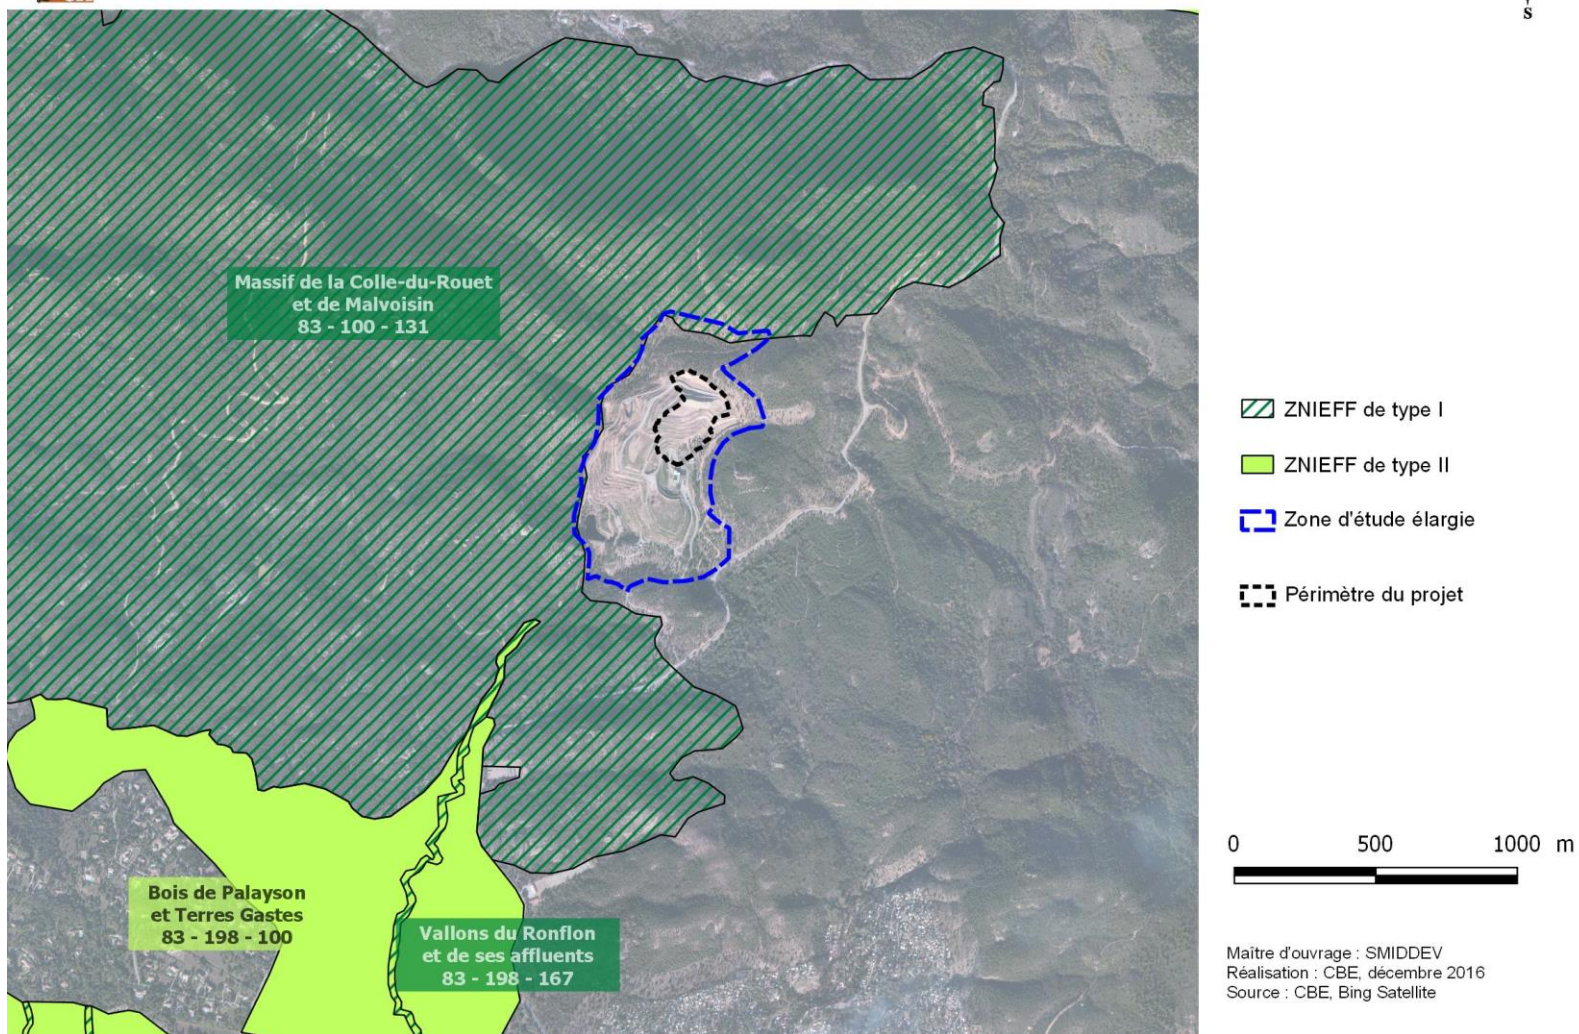 S
Massif de la Colle-du-Rouet
et de Malvoisin
83 - 100 - 131
Bois de Palayson
et Terres Gastes
83 - 198 - 100
Vallons du Ronflon
et de ses affluents
83 - 198 - 167
ZNIEFF de type I
ZNIEFF de type II
Zone d'étude élargie
Périmètre du projet
0 500 1000 m
Maître d'ouvrage : SMIDDEV
Réalisation : CBE, décembre 2016
Source : CBE, Bing Satellite